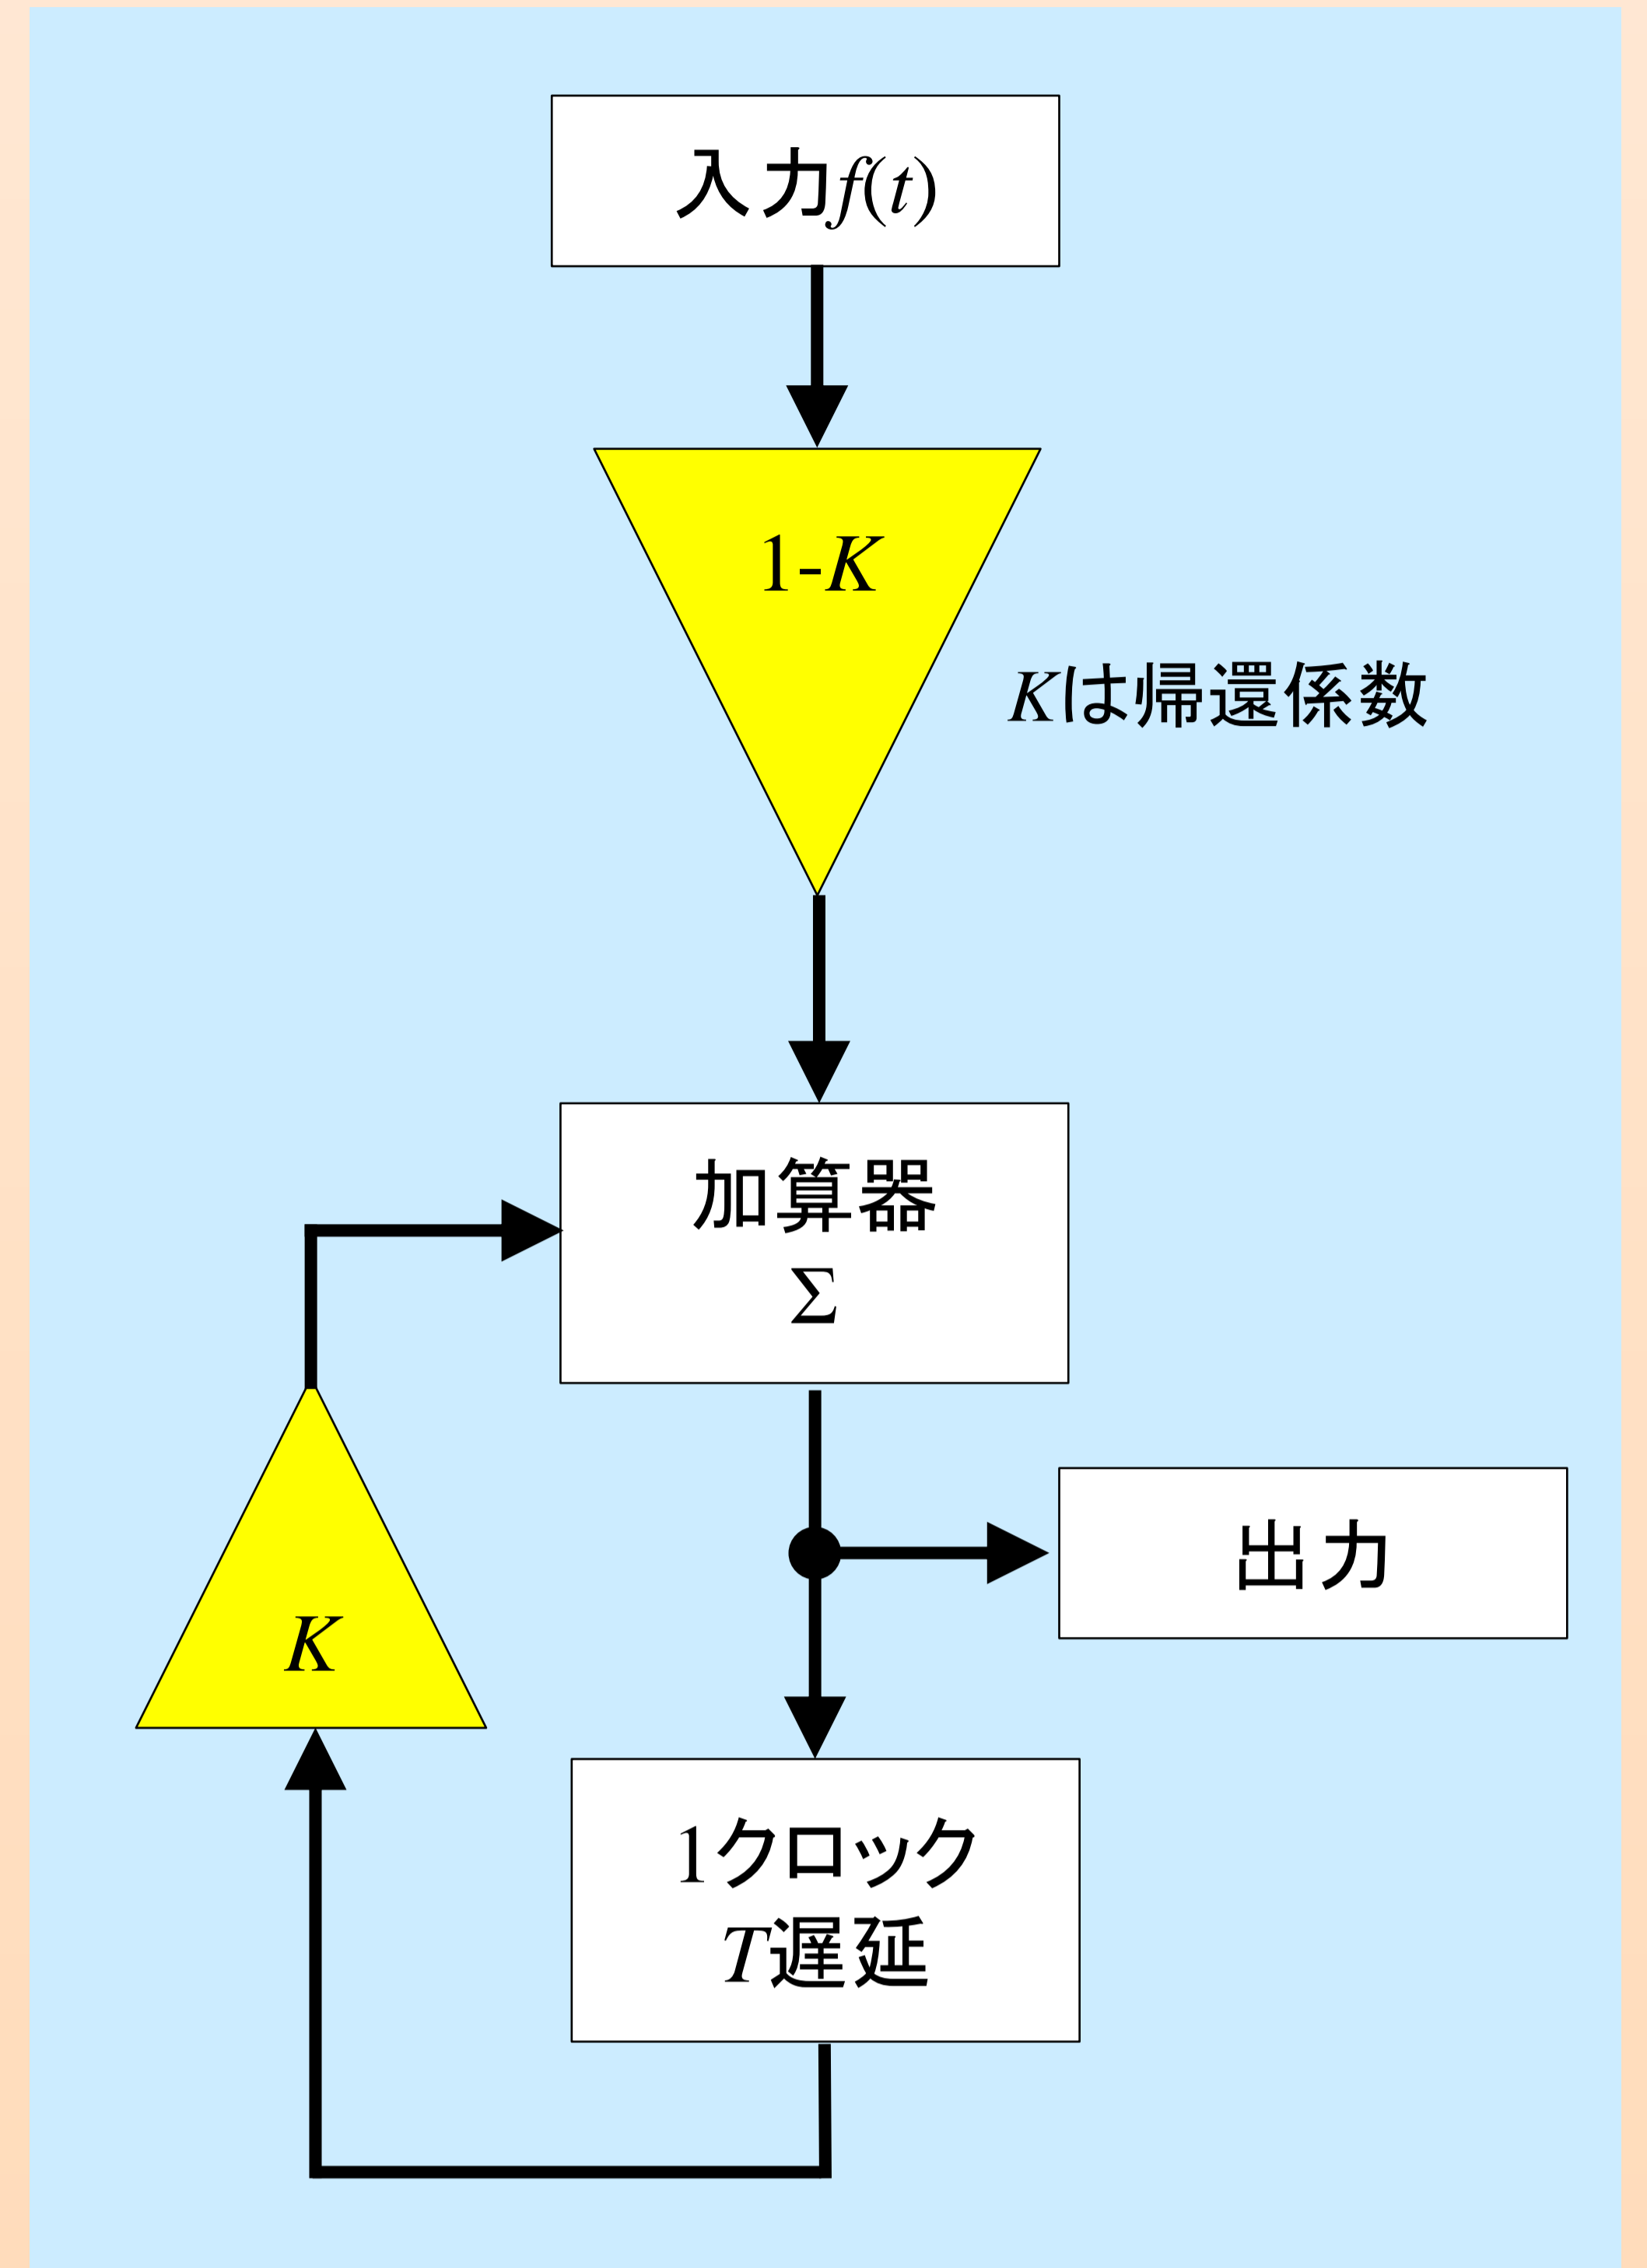 入力f(t)
1-K
Kは帰還係数
加算器
Σ
出力
K
1クロック
T遅延